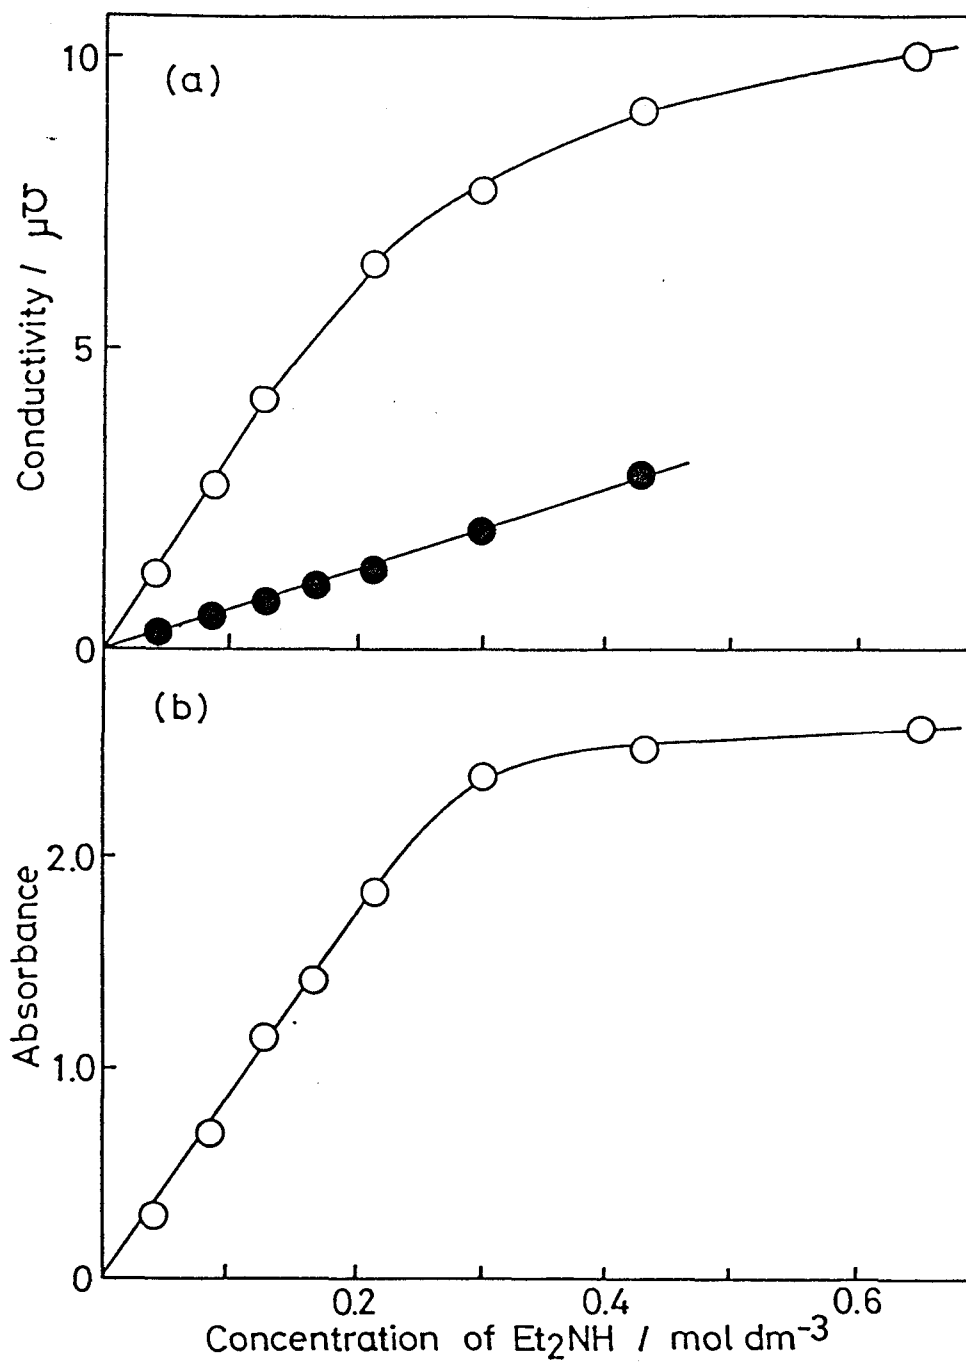 (a)
10
5
0
Conductivity / μ℧
(b)
2.0
1.0
0
Absorbance
0.2 0.4 0.6
Concentration of Et₂NH / mol dm⁻³